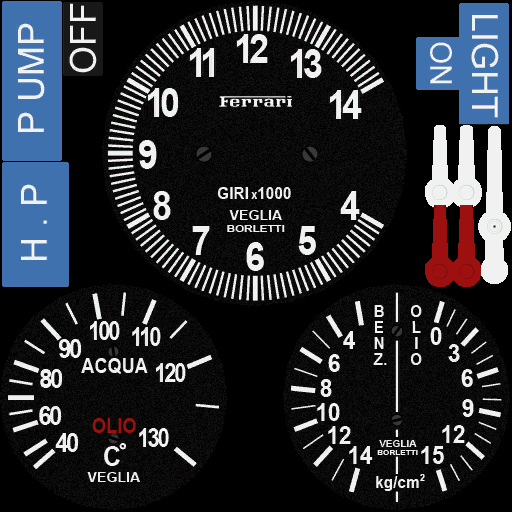 H.P PUMP
OFF
LIGHT
ON
12
11
13
10
14
9
8
4
7
5
6
Ferrari
GIRI x1000
VEGLIA
BORLETTI
100
110
90
120
80
60
40
130
ACQUA
OLIO
C°
VEGLIA
BENZ.
OLIO
4
6
8
10
12
14
0
3
6
9
12
15
VEGLIA
BORLETTI
kg/cm²